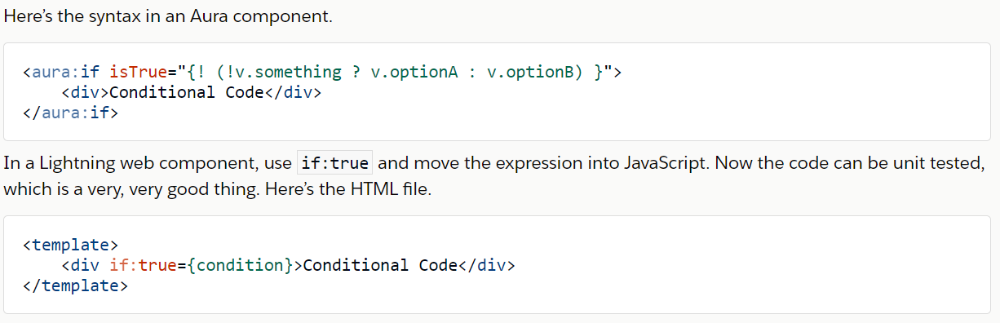 Here’s the syntax in an Aura component.
<aura:if isTrue="{! (!v.something ? v.optionA : v.optionB) }">
    <div>Conditional Code</div>
</aura:if>
In a Lightning web component, use if:true and move the expression into JavaScript. Now the code can be unit tested,
which is a very, very good thing. Here’s the HTML file.
<template>
    <div if:true={condition}>Conditional Code</div>
</template>